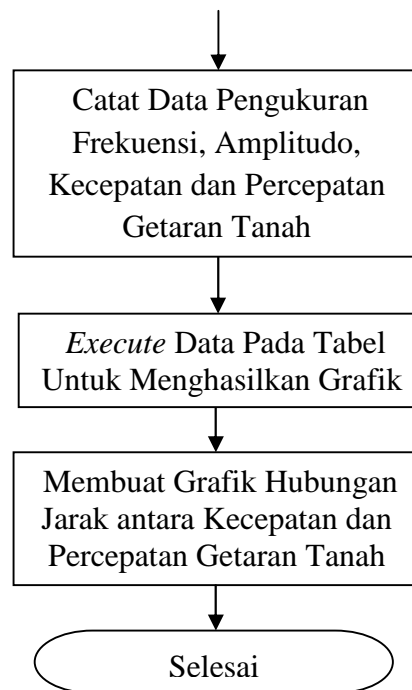 Catat Data Pengukuran
Frekuensi, Amplitudo,
Kecepatan dan Percepatan
Getaran Tanah
Execute Data Pada Tabel
Untuk Menghasilkan Grafik
Membuat Grafik Hubungan
Jarak antara Kecepatan dan
Percepatan Getaran Tanah
Selesai